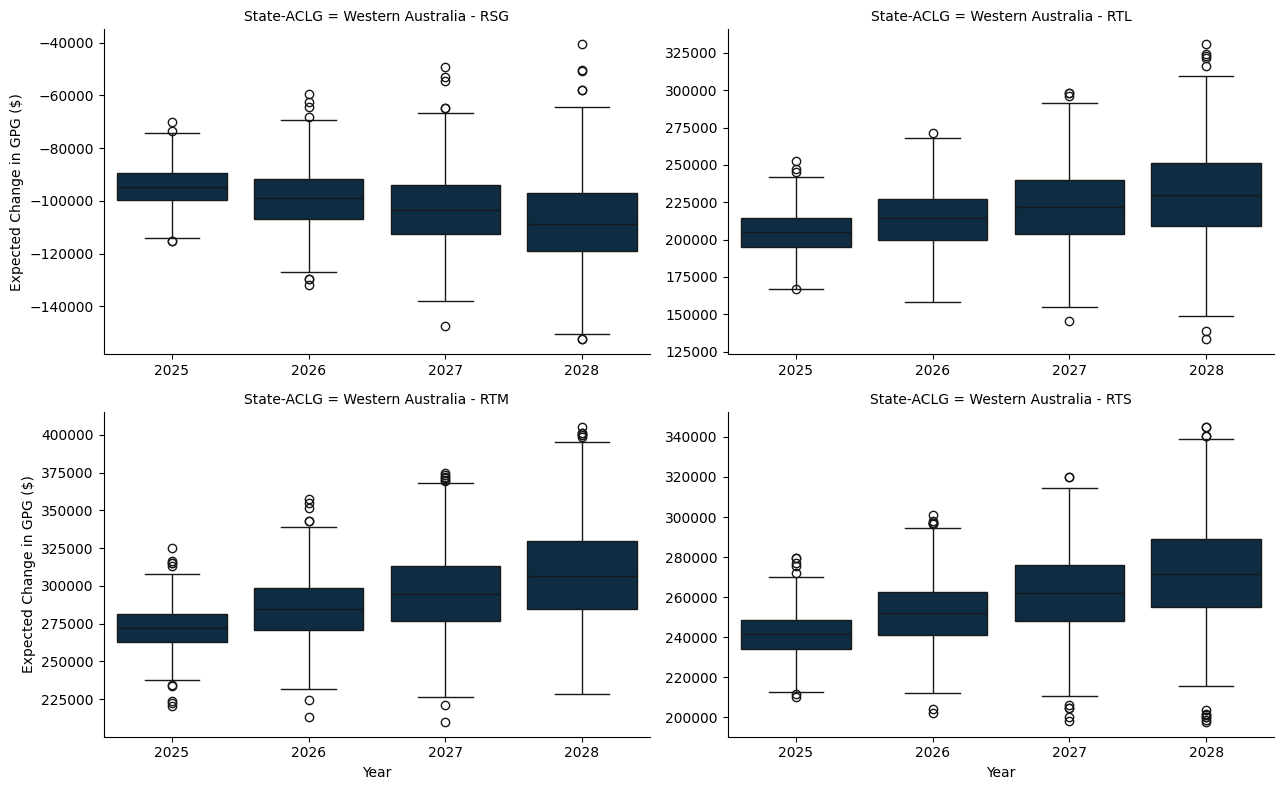 State-ACLG = Western Australia - RSG
Expected Change in GPG ($)
−40000
−60000
−80000
−100000
−120000
−140000
2025 2026 2027 2028
State-ACLG = Western Australia - RTL
325000
300000
275000
250000
225000
200000
175000
150000
125000
2025 2026 2027 2028
State-ACLG = Western Australia - RTM
Expected Change in GPG ($)
400000
375000
350000
325000
300000
275000
250000
225000
2025 2026 2027 2028
Year
State-ACLG = Western Australia - RTS
340000
320000
300000
280000
260000
240000
220000
200000
2025 2026 2027 2028
Year